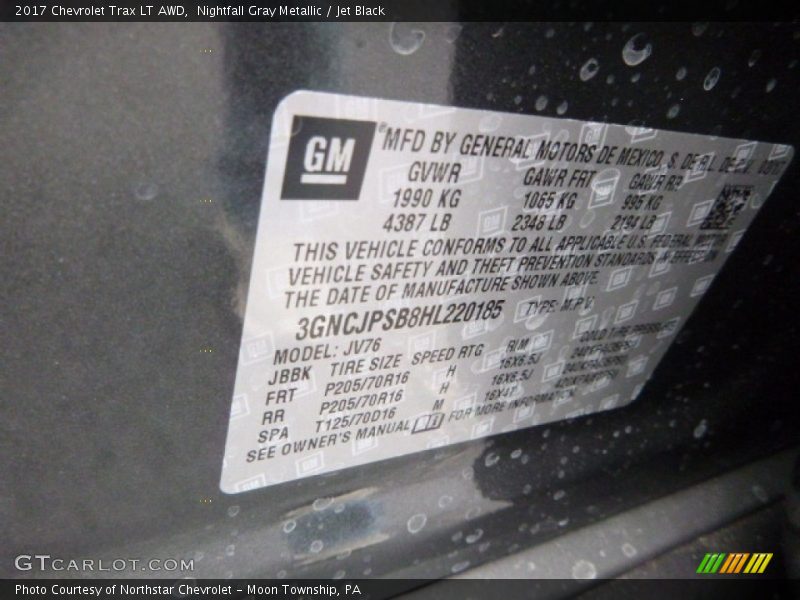 2017 Chevrolet Trax LT AWD,  Nightfall Gray Metallic / Jet Black
GM
®MFD BY GENERAL MOTORS DE MEXICO, S. DE R.L. DE C.V.
GVWR GAWR FRT GAWR RR
1990 KG 1065 KG 995 KG
4387 LB 2348 LB 2194 LB
THIS VEHICLE CONFORMS TO ALL APPLICABLE U.S. FEDERAL MOTOR
VEHICLE SAFETY AND THEFT PREVENTION STANDARDS IN EFFECT ON
THE DATE OF MANUFACTURE SHOWN ABOVE.
3GNCJPSB8HL220185 TYPE: M.P.V.
MODEL: JV76
JBBK TIRE SIZE SPEED RTG RIM COLD TIRE PRESSURE
FRT P205/70R16 H 16X6.5J
RR P205/70R16 H 16X6.5J
SPA T125/70D16 M 16X4T
SEE OWNER'S MANUAL FOR MORE INFORMATION.
GTCARLOT.COM
Photo Courtesy of Northstar Chevrolet – Moon Township, PA